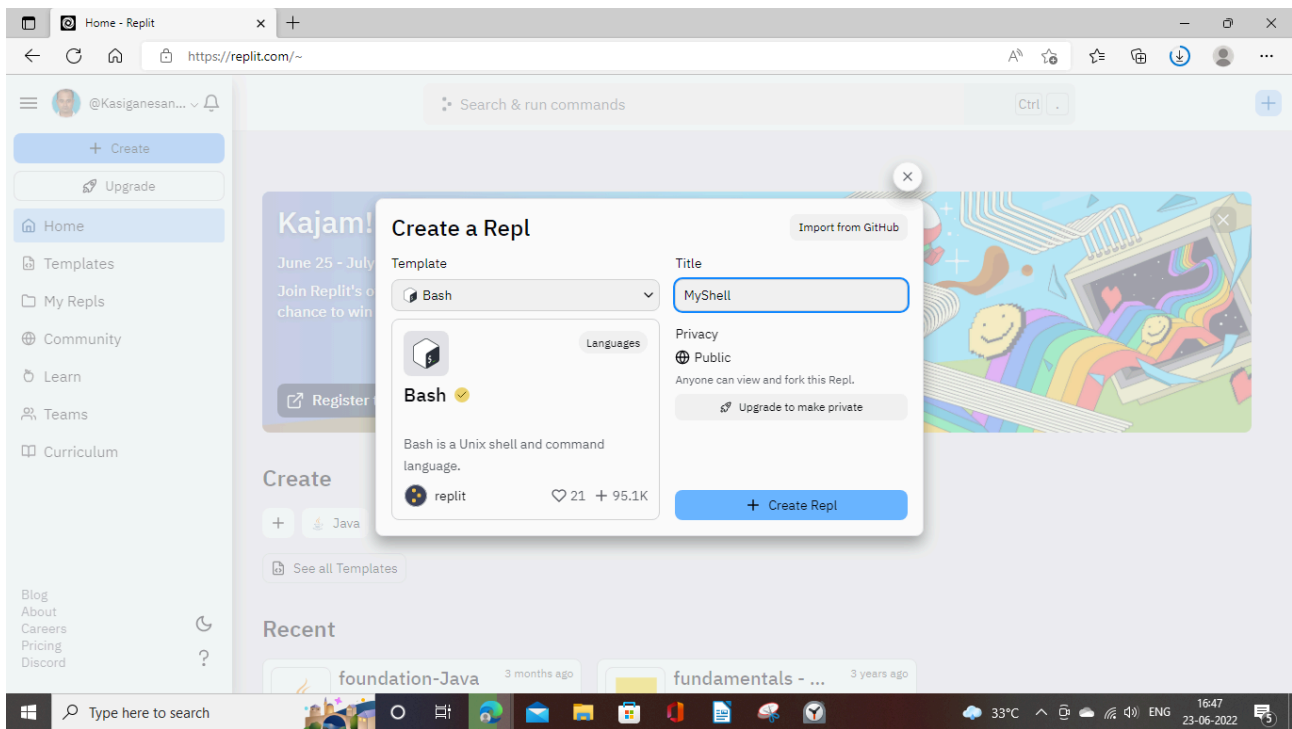 Home - Replit
https://replit.com/~
@Kasiganesan...
Search & run commands
Ctrl .
+ Create
Upgrade
Home
Templates
My Repls
Community
Learn
Teams
Curriculum
Blog
About
Careers
Pricing
Discord
?
Kajam!
June 25 - July
Join Replit's o
chance to win
Register
Create a Repl
Import from GitHub
Template
Bash
Languages
Bash
Bash is a Unix shell and command
language.
replit
21 + 95.1K
Title
MyShell
Privacy
Public
Anyone can view and fork this Repl.
Upgrade to make private
+ Create Repl
Create
+ Java
See all Templates
Recent
foundation-Java 3 months ago
fundamentals - ... 3 years ago
Type here to search
33°C
ENG
16:47
23-06-2022
5